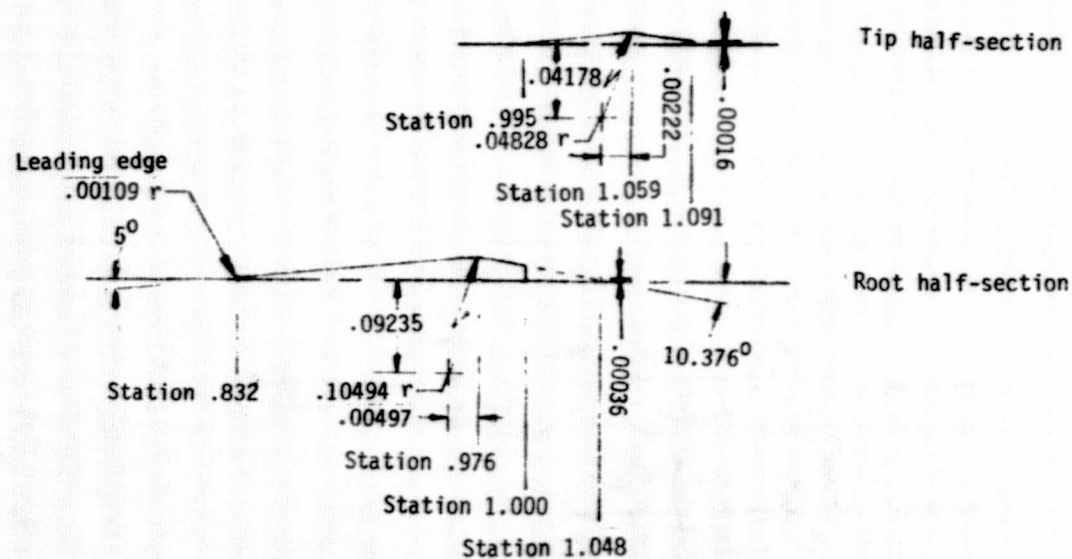 Tip half-section
.04178
.00222
.00016
Station .995
.04828 r
Station 1.059
Station 1.091
Leading edge
.00109 r
5°
Root half-section
.09235
.00036
10.376°
Station .832
.10494 r
.00497
Station .976
Station 1.000
Station 1.048